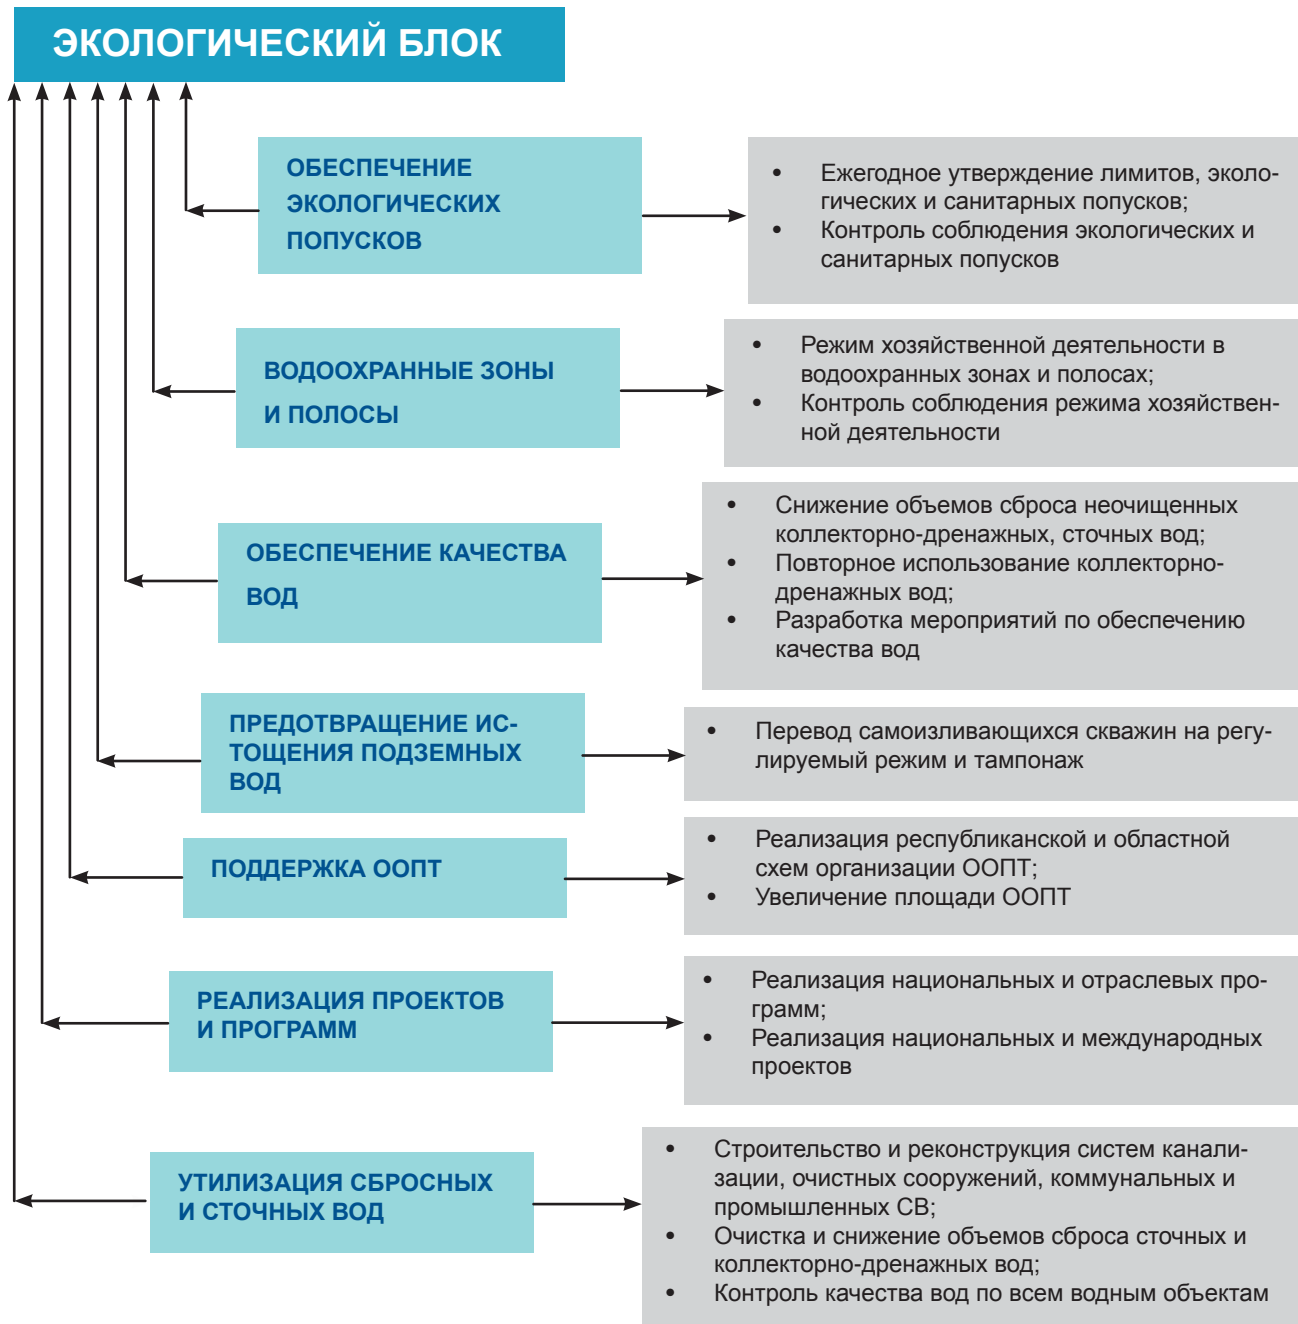 ЭКОЛОГИЧЕСКИЙ БЛОК
ОБЕСПЕЧЕНИЕ
ЭКОЛОГИЧЕСКИХ
ПОПУСКОВ
• Ежегодное утверждение лимитов, эколо-
гических и санитарных попусков;
• Контроль соблюдения экологических и
санитарных попусков
ВОДООХРАННЫЕ ЗОНЫ
И ПОЛОСЫ
• Режим хозяйственной деятельности в
водоохранных зонах и полосах;
• Контроль соблюдения режима хозяйствен-
ной деятельности
ОБЕСПЕЧЕНИЕ КАЧЕСТВА
ВОД
• Снижение объемов сброса неочищенных
коллекторно-дренажных, сточных вод;
• Повторное использование коллекторно-
дренажных вод;
• Разработка мероприятий по обеспечению
качества вод
ПРЕДОТВРАЩЕНИЕ ИС-
ТОЩЕНИЯ ПОДЗЕМНЫХ
ВОД
• Перевод самоизливающихся скважин на регу-
лируемый режим и тампонаж
ПОДДЕРЖКА ООПТ
• Реализация республиканской и областной
схем организации ООПТ;
• Увеличение площади ООПТ
РЕАЛИЗАЦИЯ ПРОЕКТОВ
И ПРОГРАММ
• Реализация национальных и отраслевых про-
грамм;
• Реализация национальных и международных
проектов
УТИЛИЗАЦИЯ СБРОСНЫХ
И СТОЧНЫХ ВОД
• Строительство и реконструкция систем канали-
зации, очистных сооружений, коммунальных и
промышленных СВ;
• Очистка и снижение объемов сброса сточных и
коллекторно-дренажных вод;
• Контроль качества вод по всем водным объектам